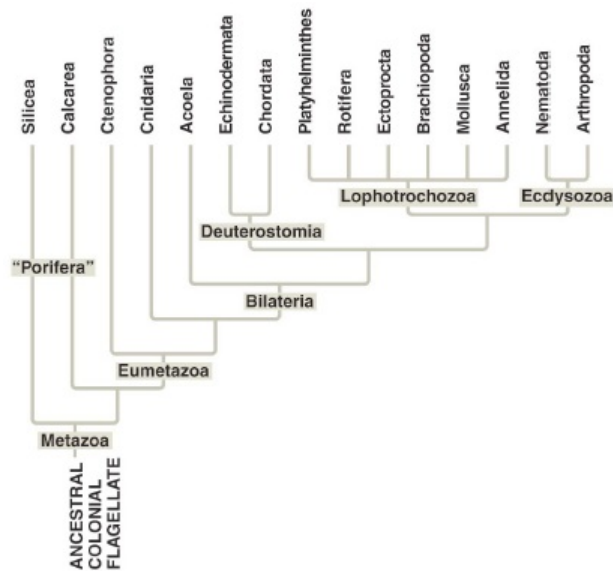 Silicea
Calcarea
Ctenophora
Cnidaria
Acoela
Echinodermata
Chordata
Platyhelminthes
Rotifera
Ectoprocta
Brachiopoda
Mollusca
Annelida
Nematoda
Arthropoda
Lophotrochozoa
Ecdysozoa
Deuterostomia
“Porifera”
Bilateria
Eumetazoa
Metazoa
ANCESTRAL
COLONIAL
FLAGELLATE